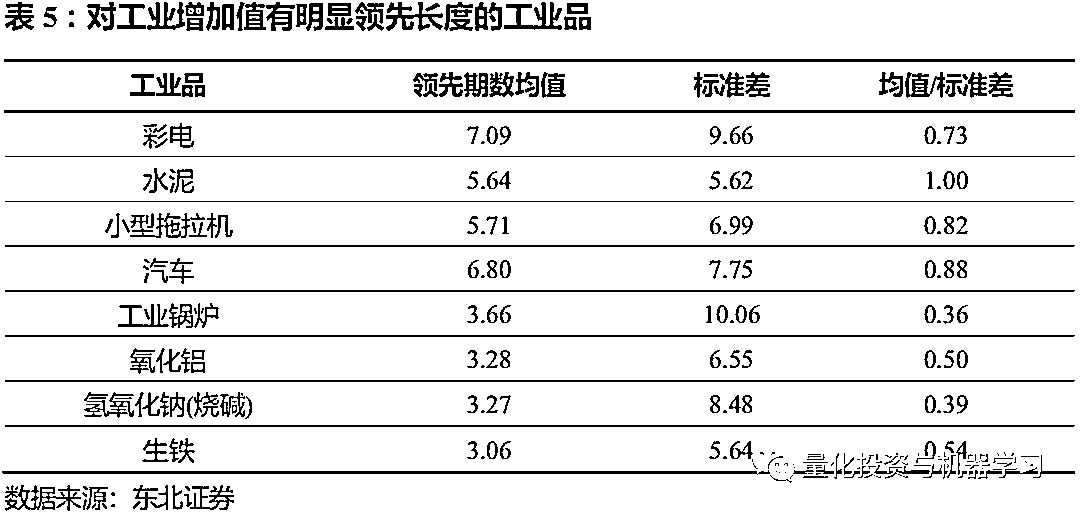 表 5：对工业增加值有明显领先长度的工业品
工业品 领先期数均值 标准差 均值/标准差
彩电 7.09 9.66 0.73
水泥 5.64 5.62 1.00
小型拖拉机 5.71 6.99 0.82
汽车 6.80 7.75 0.88
工业锅炉 3.66 10.06 0.36
氧化铝 3.28 6.55 0.50
氢氧化钠(烧碱) 3.27 8.48 0.39
生铁 3.06 5.64 0.54
量化投资与机器学习
数据来源：东北证券